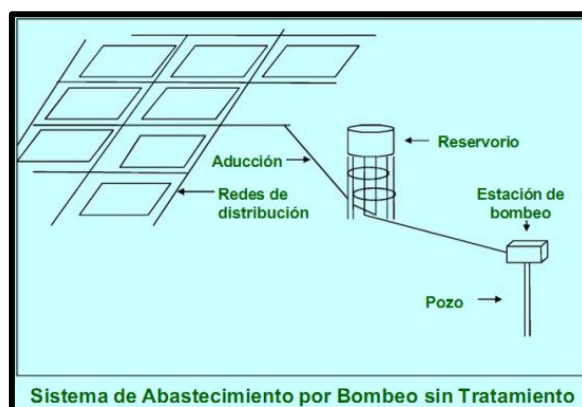 Reservorio
Aducción
Redes de
distribución
Estación de
bombeo
Pozo
Sistema de Abastecimiento por Bombeo sin Tratamiento